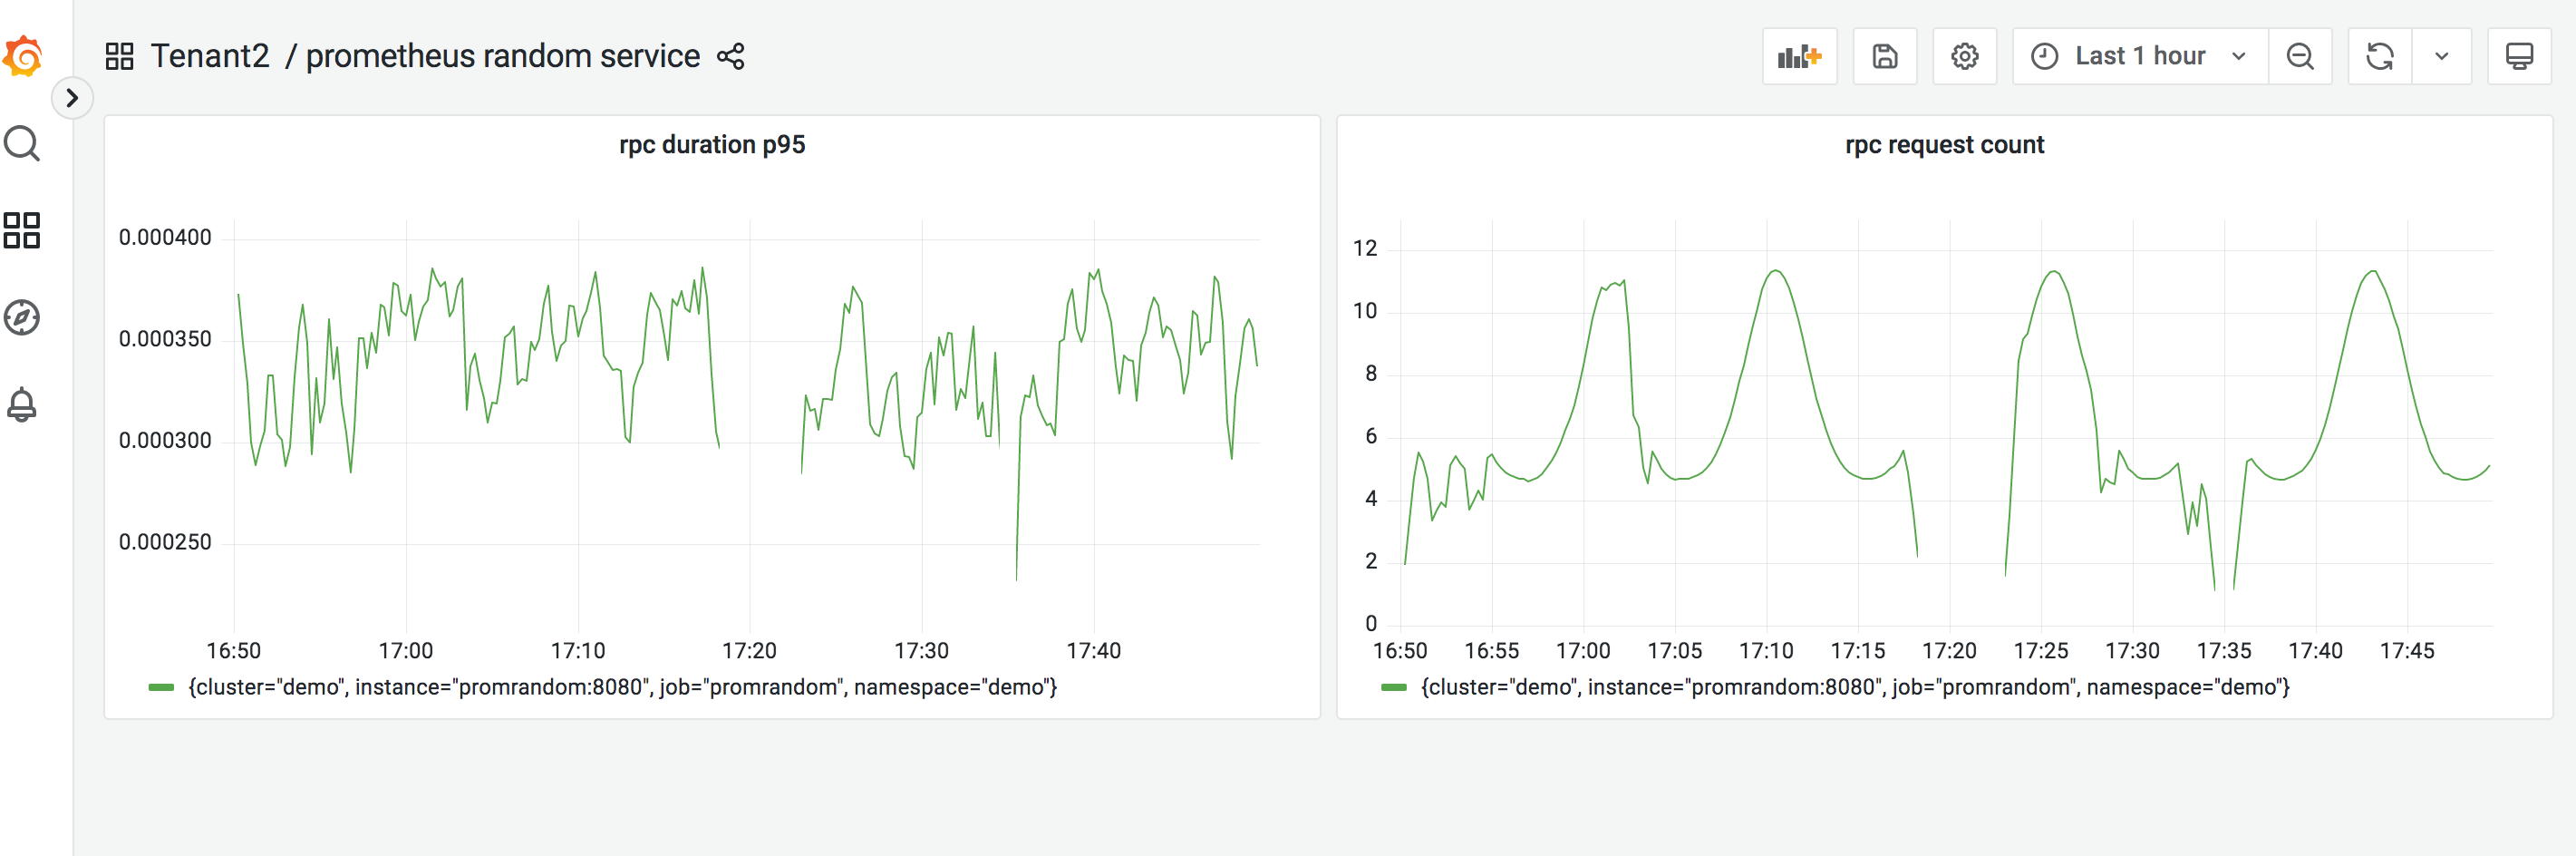 Tenant2 / prometheus random service
Last 1 hour
rpc duration p95
0.000400
0.000350
0.000300
0.000250
16:50 17:00 17:10 17:20 17:30 17:40
{cluster="demo", instance="promrandom:8080", job="promrandom", namespace="demo"}
rpc request count
12
10
8
6
4
2
0
16:50 16:55 17:00 17:05 17:10 17:15 17:20 17:25 17:30 17:35 17:40 17:45
{cluster="demo", instance="promrandom:8080", job="promrandom", namespace="demo"}